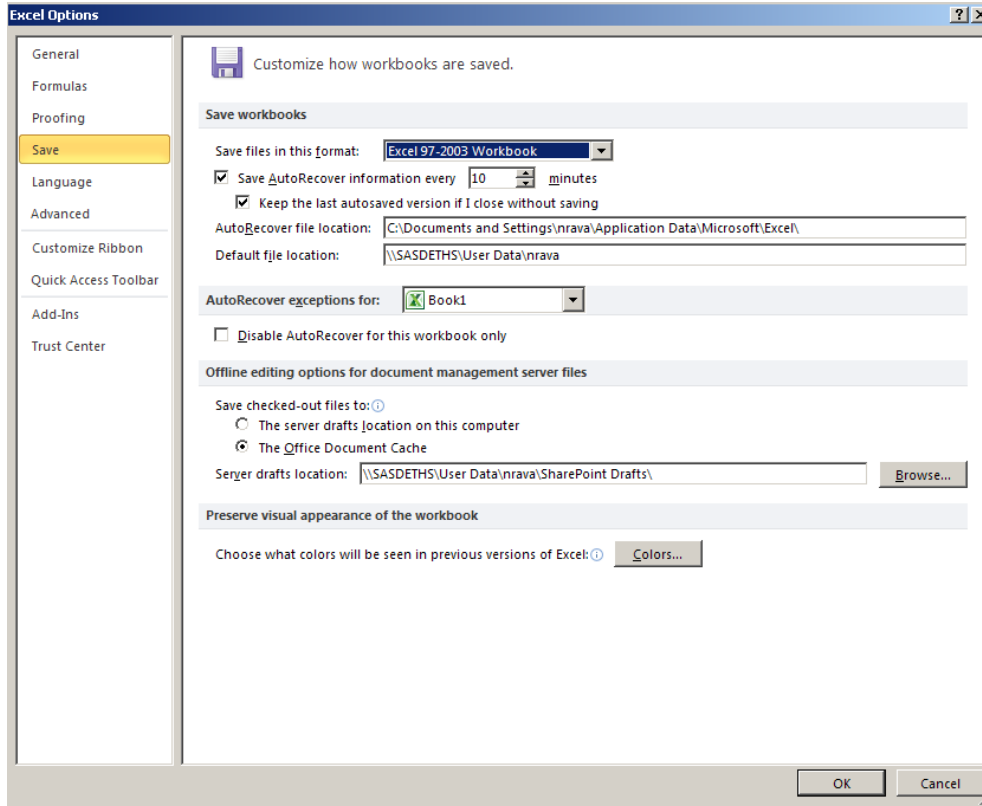 Excel Options
General
Formulas
Proofing
Save
Language
Advanced
Customize Ribbon
Quick Access Toolbar
Add-Ins
Trust Center
Customize how workbooks are saved.
Save workbooks
Save files in this format: Excel 97-2003 Workbook
Save AutoRecover information every 10 minutes
Keep the last autosaved version if I close without saving
AutoRecover file location: C:\Documents and Settings\nrava\Application Data\Microsoft\Excel\
Default file location: \\SASDETHS\User Data\nrava
AutoRecover exceptions for: Book1
Disable AutoRecover for this workbook only
Offline editing options for document management server files
Save checked-out files to:
The server drafts location on this computer
The Office Document Cache
Server drafts location: \\SASDETHS\User Data\nrava\SharePoint Drafts\ Browse...
Preserve visual appearance of the workbook
Choose what colors will be seen in previous versions of Excel: Colors...
OK Cancel